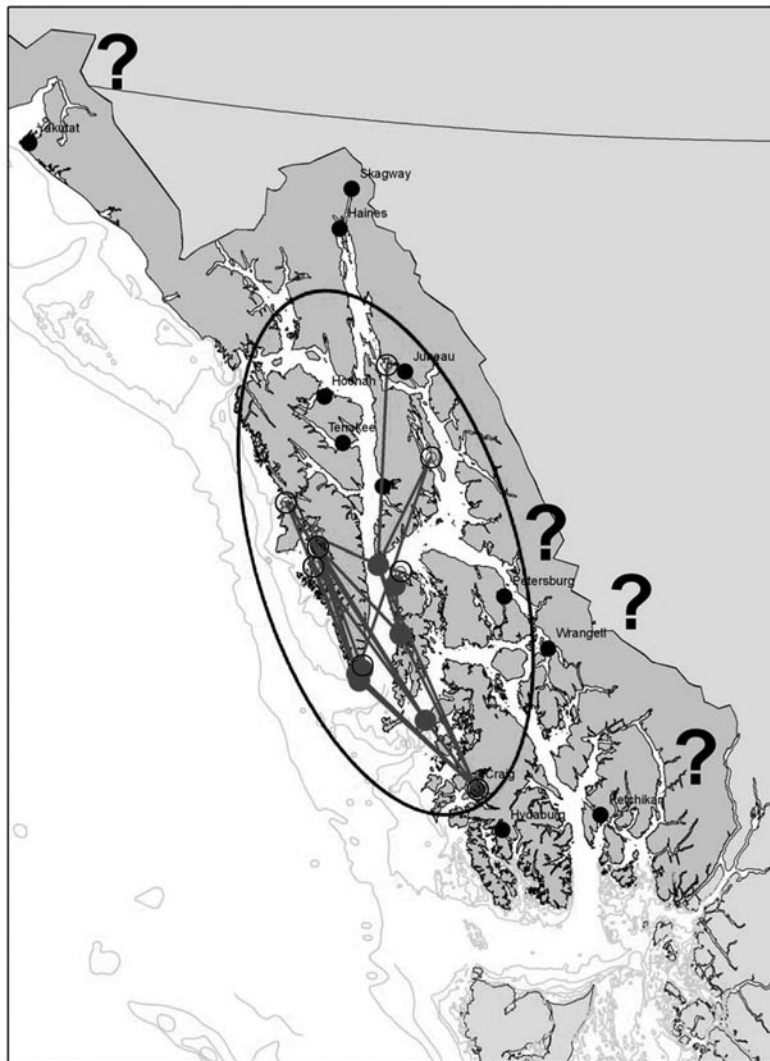 ?
Yakutat
Skagway
Haines
Juneau
Hoonah
Tenakee
?
Petersburg
?
Wrangell
?
Craig
Ketchikan
Hydaburg